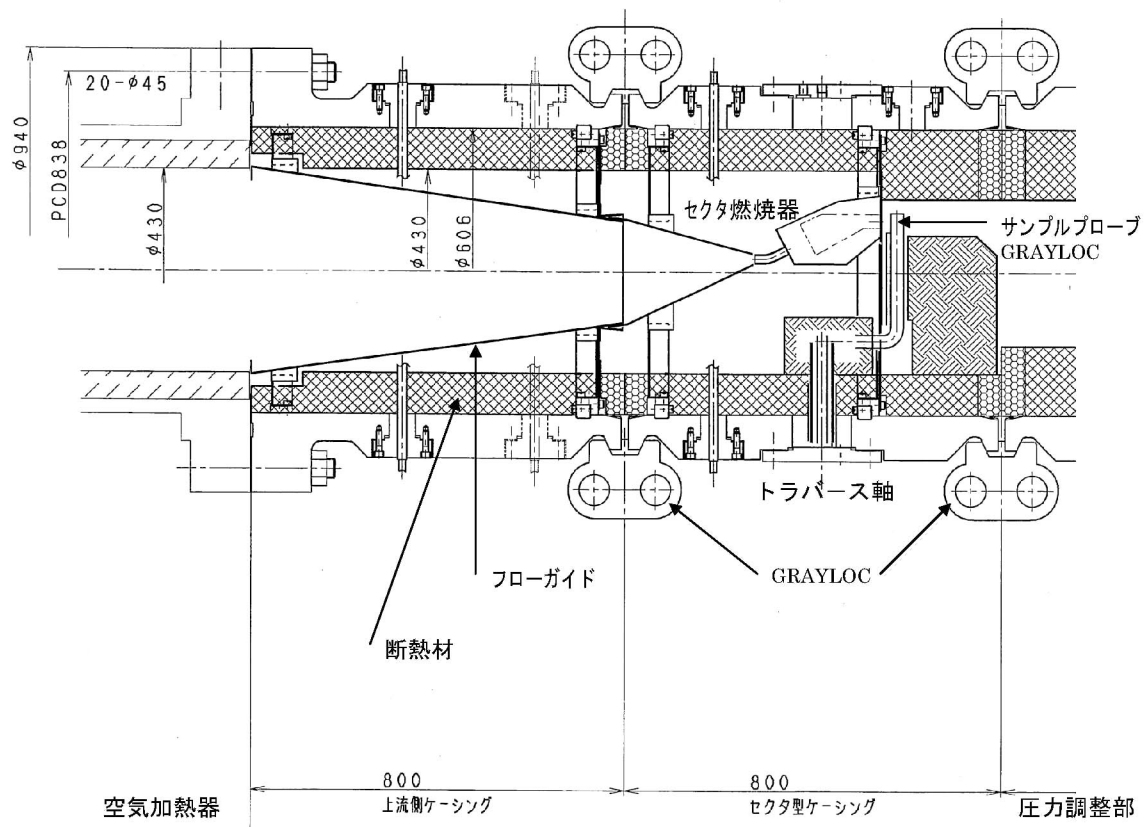 20-φ45
φ940
PCD838
φ430
φ430
φ606
セクタ燃焼器
サンプルプローブ
GRAYLOC
トラバース軸
フローガイド
GRAYLOC
断熱材
800
800
空気加熱器
上流側ケーシング
セクタ型ケーシング
圧力調整部